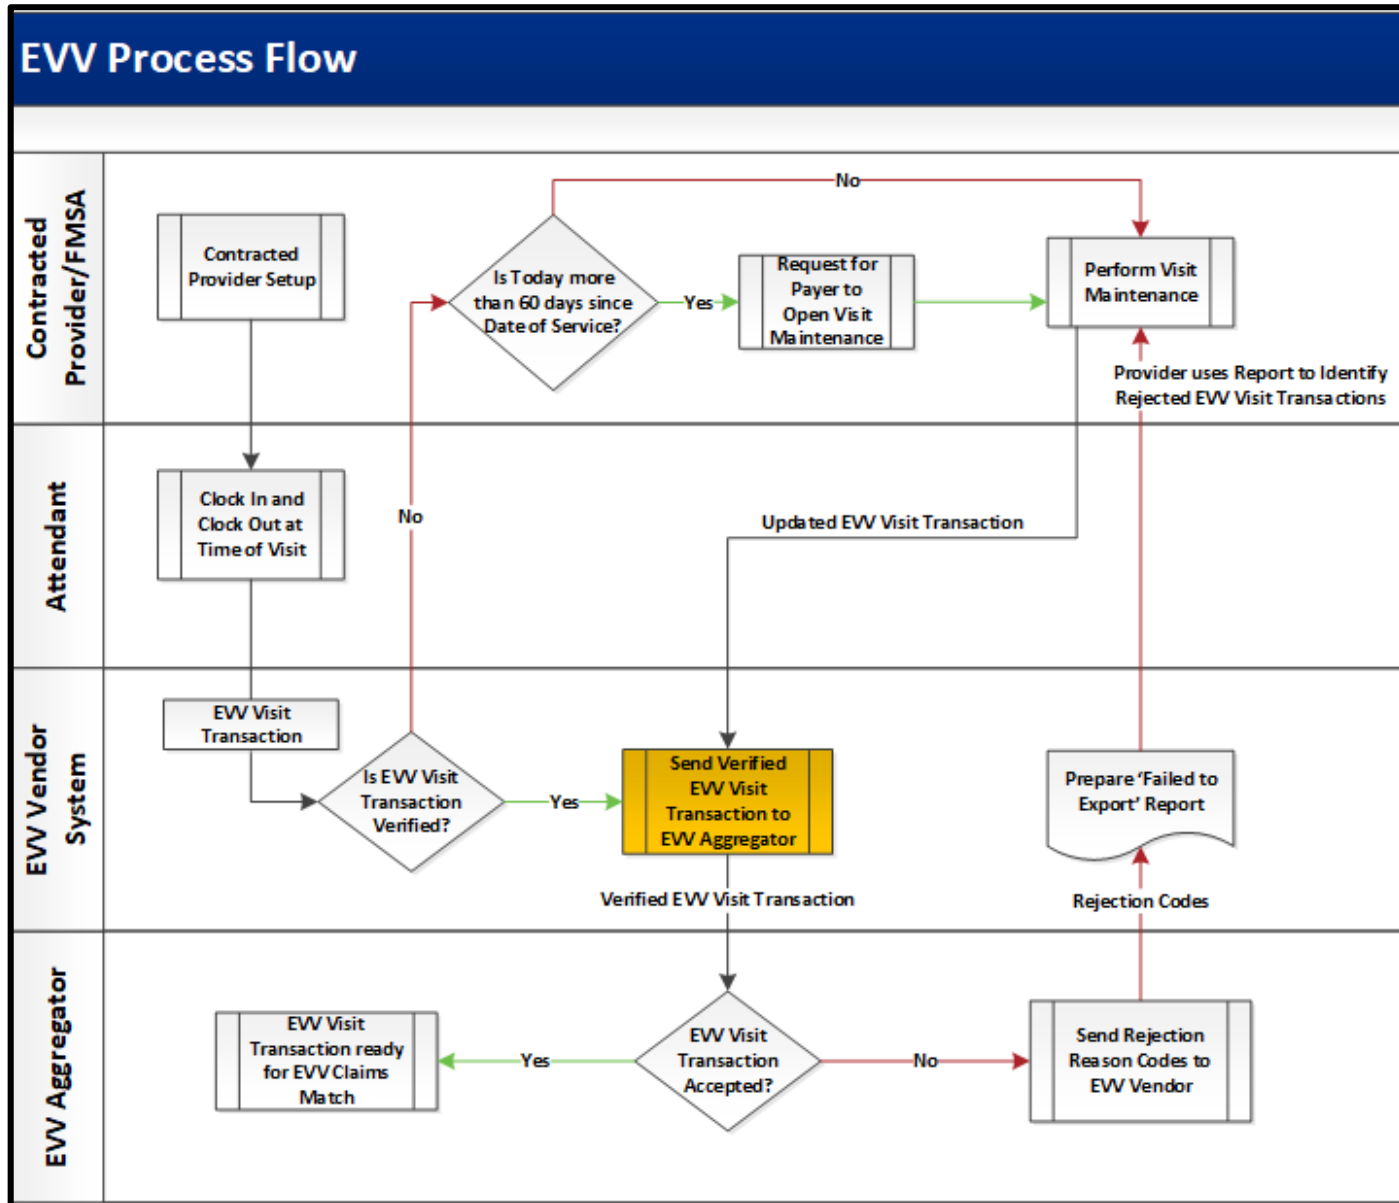 EVV Process Flow
Contracted
Provider/FMSA
Contracted
Provider Setup
Is Today more
than 60 days since
Date of Service?
No
Yes
Request for
Payer to
Open Visit
Maintenance
Perform Visit
Maintenance
Provider uses Report to Identify
Rejected EVV Visit Transactions
Attendant
Clock In and
Clock Out at
Time of Visit
No
Updated EVV Visit Transaction
EVV Vendor
System
EVV Visit
Transaction
Is EVV Visit
Transaction
Verified?
Yes
Send Verified
EVV Visit
Transaction to
EVV Aggregator
Prepare ‘Failed to
Export’ Report
Verified EVV Visit Transaction
Rejection Codes
EVV Aggregator
EVV Visit
Transaction ready
for EVV Claims
Match
Yes
EVV Visit
Transaction
Accepted?
No
Send Rejection
Reason Codes to
EVV Vendor